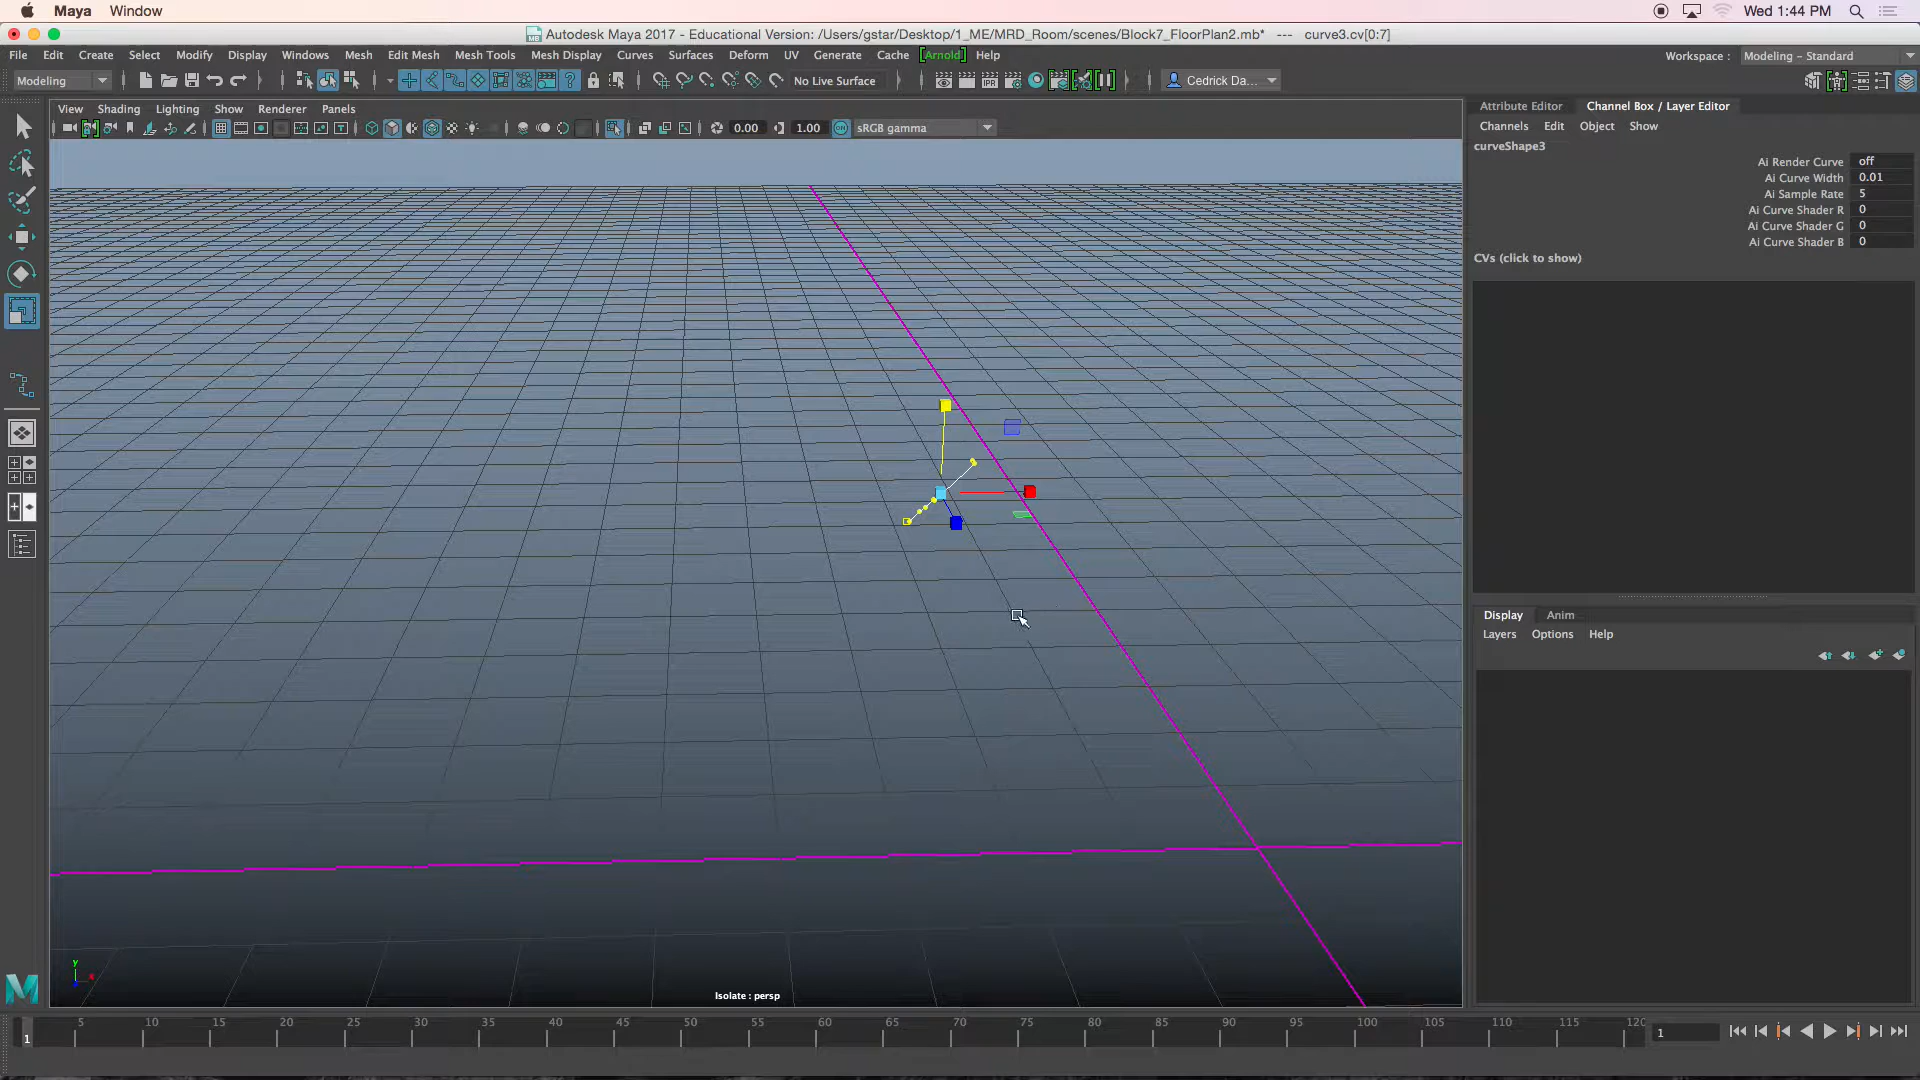 Maya Window Wed 1:44 PM
Autodesk Maya 2017 - Educational Version: /Users/gstar/Desktop/1_ME/MRD_Room/scenes/Block7_FloorPlan2.mb* --- curve3.cv[0:7]
File Edit Create Select Modify Display Windows Mesh Edit Mesh Mesh Tools Mesh Display Curves Surfaces Deform UV Generate Cache [Arnold] Help Workspace : Modeling - Standard
Modeling No Live Surface IPR Cedrick Da...
View Shading Lighting Show Renderer Panels
0.00 1.00 ON sRGB gamma
Attribute Editor Channel Box / Layer Editor
Channels Edit Object Show
curveShape3
Ai Render Curve off
Ai Curve Width 0.01
Ai Sample Rate 5
Ai Curve Shader R 0
Ai Curve Shader G 0
Ai Curve Shader B 0
CVs (click to show)
Display Anim
Layers Options Help
y
x
Isolate : persp
M
5 10 15 20 25 30 35 40 45 50 55 60 65 70 75 80 85 90 95 100 105 110 115 120
1 1